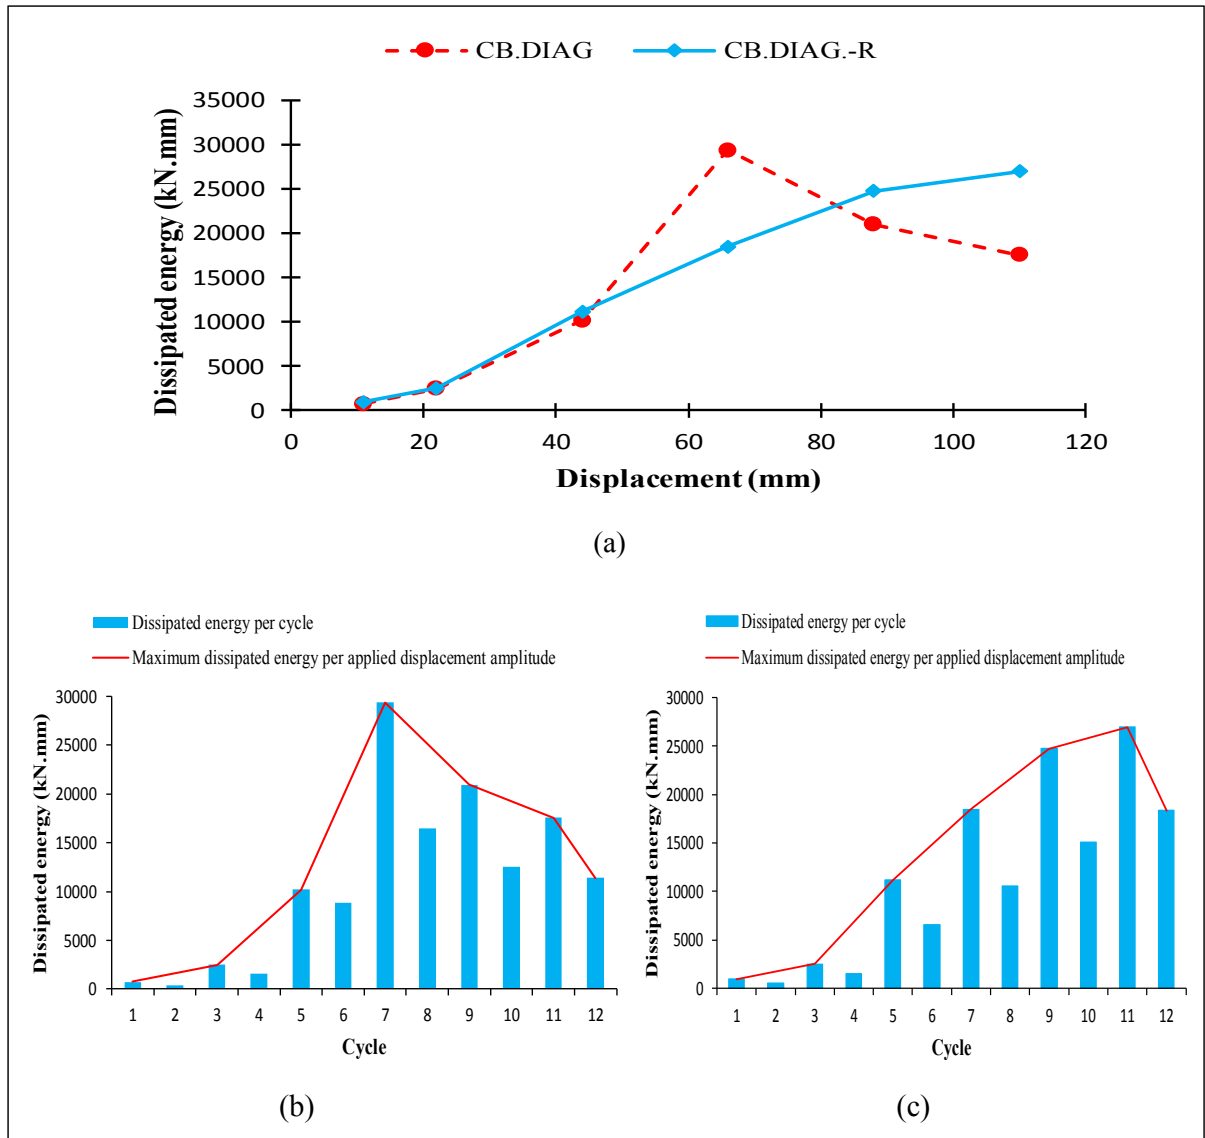 CB.DIAG CB.DIAG.-R
Dissipated energy (kN.mm)
35000
30000
25000
20000
15000
10000
5000
0
0 20 40 60 80 100 120
Displacement (mm)
(a)
Dissipated energy per cycle
Maximum dissipated energy per applied displacement amplitude
Dissipated energy (kN.mm)
30000
25000
20000
15000
10000
5000
0
1 2 3 4 5 6 7 8 9 10 11 12
Cycle
(b)
Dissipated energy per cycle
Maximum dissipated energy per applied displacement amplitude
Dissipated energy (kN.mm)
30000
25000
20000
15000
10000
5000
0
1 2 3 4 5 6 7 8 9 10 11 12
Cycle
(c)